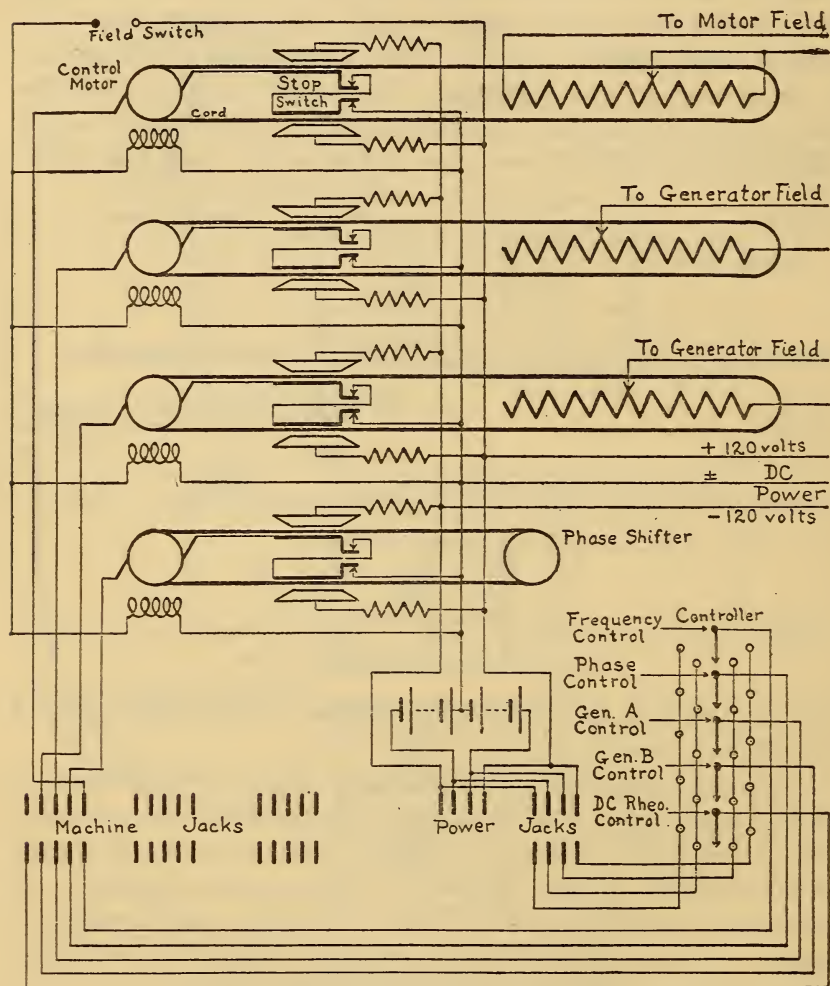 To Motor Field
Field Switch
Control
Motor
Stop
Switch
Cord
To Generator Field
To Generator Field
+ 120 volts
± DC
Power
- 120 volts
Phase Shifter
Frequency Controller
Control
Phase
Control
Gen. A
Control
Gen. B
Control
DC Rheo.
Control
Machine Jacks
Power Jacks